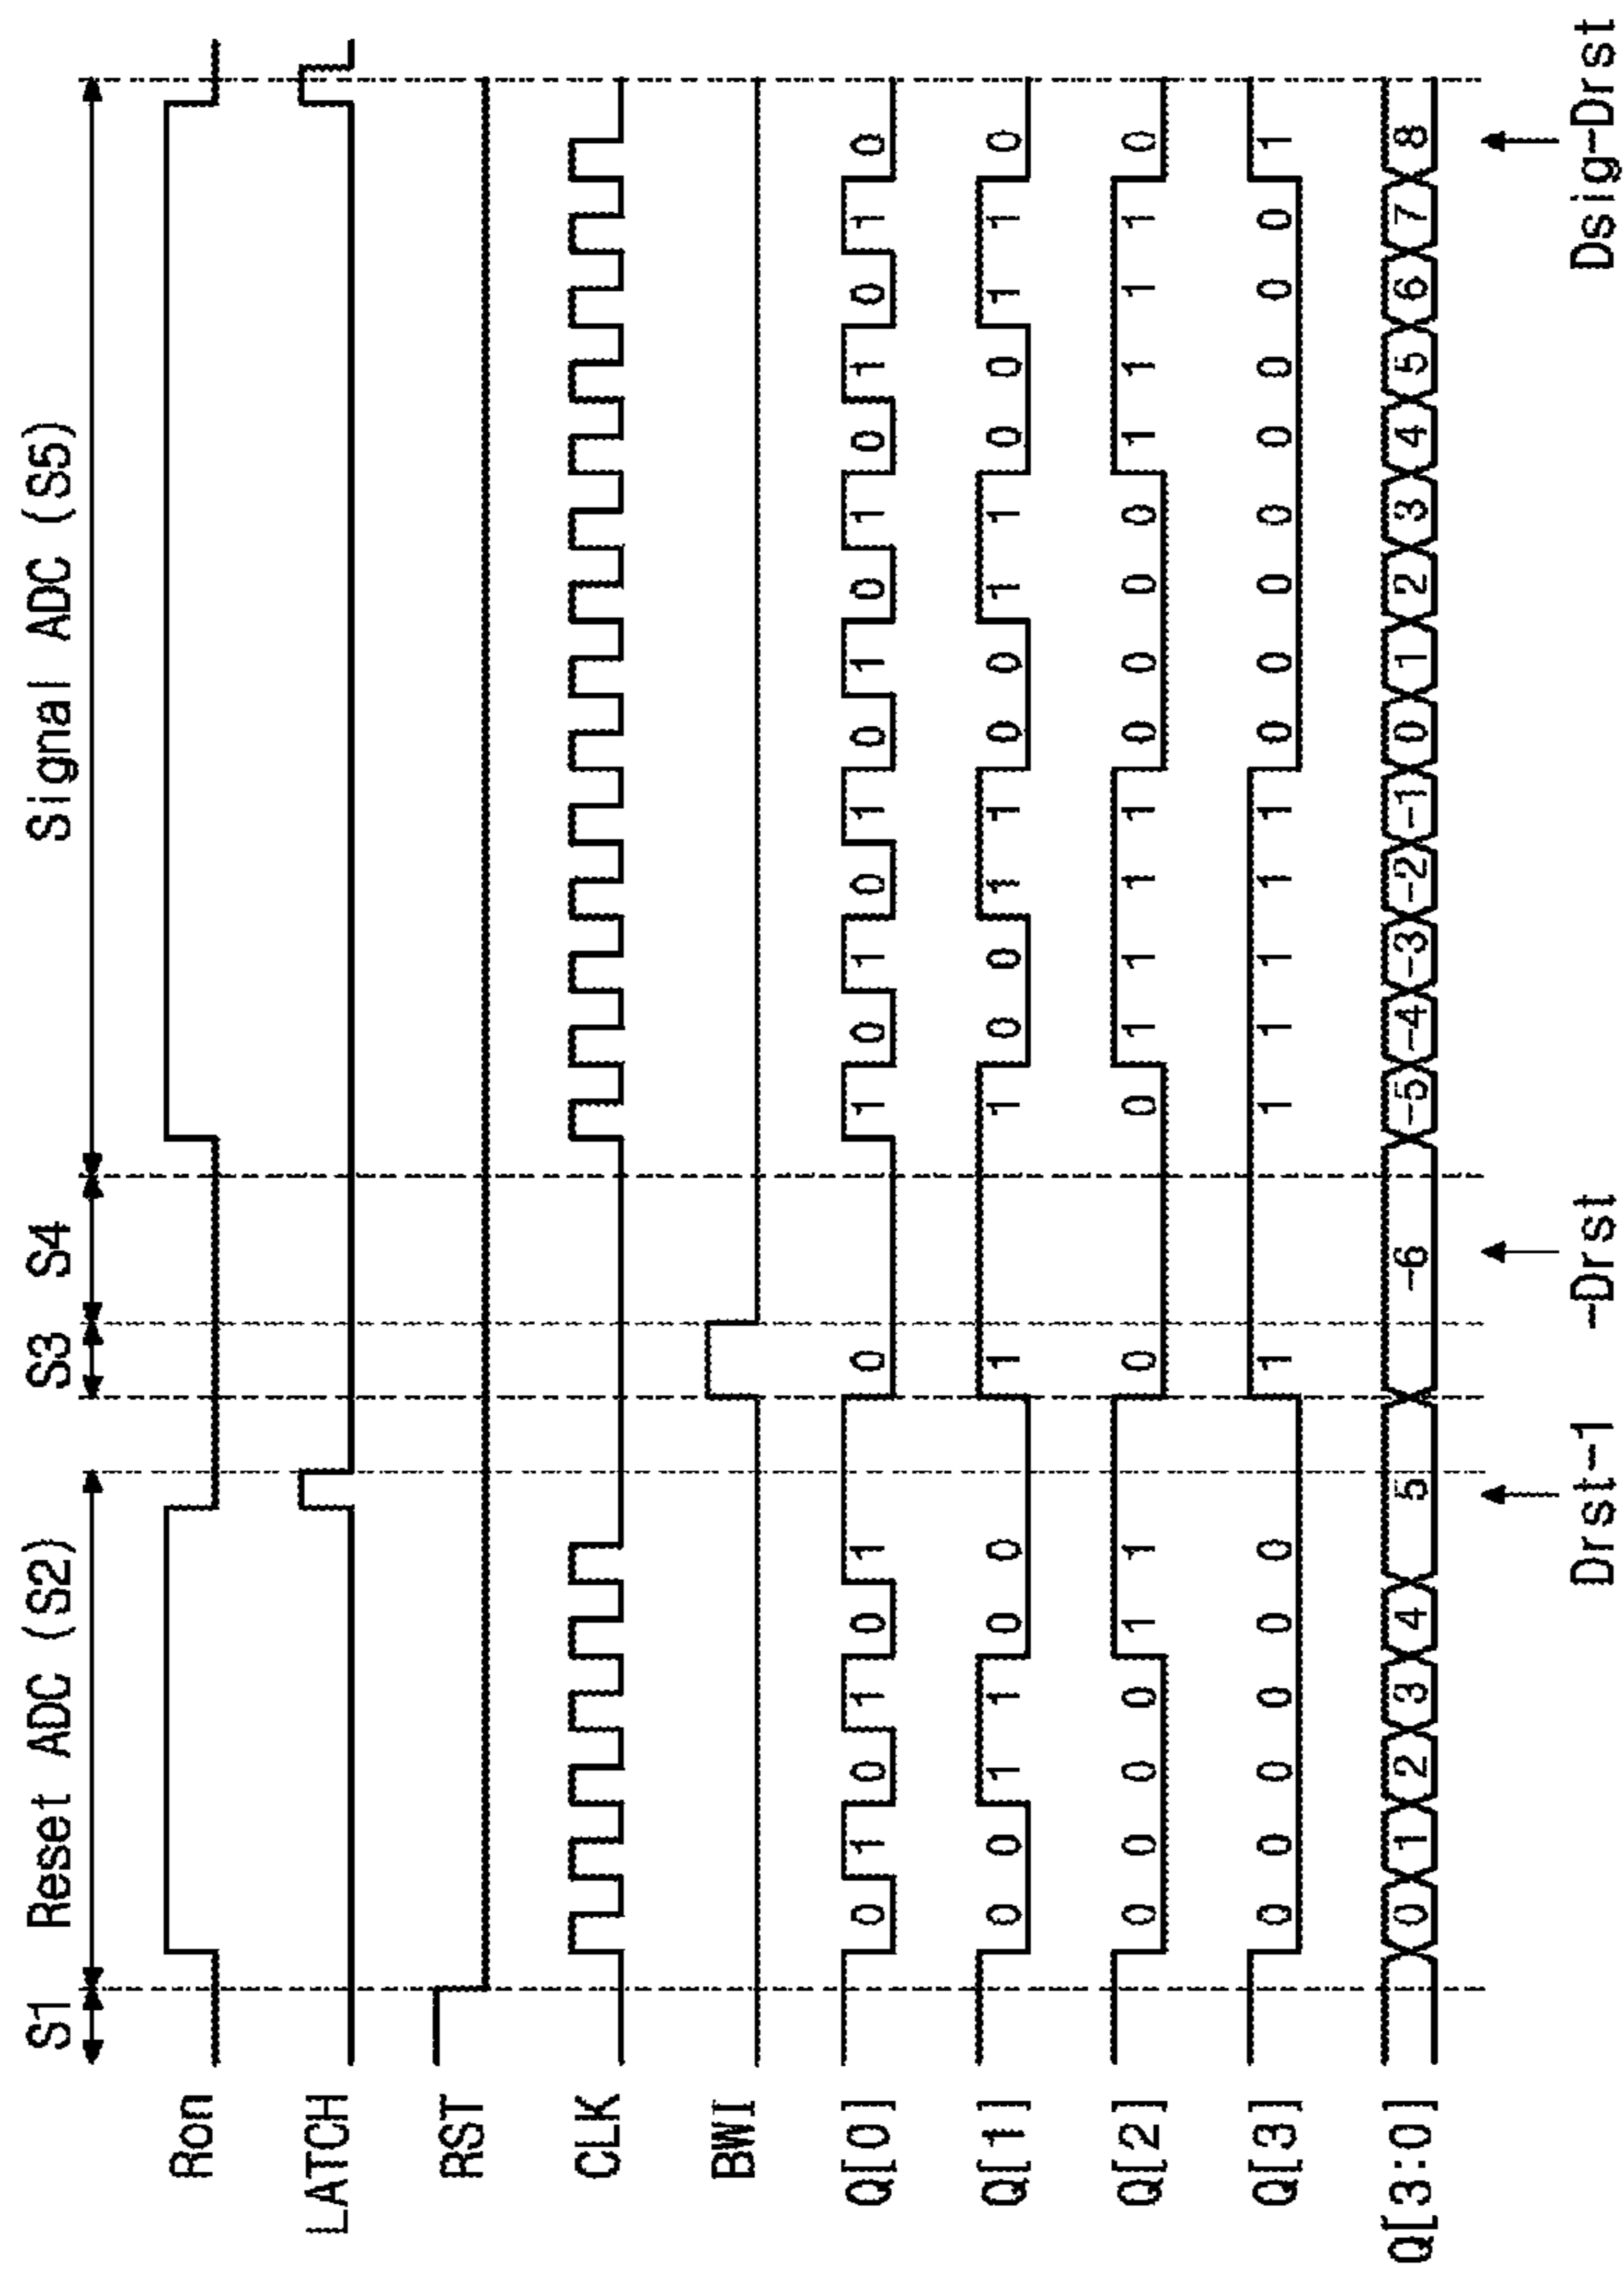 S1 Reset ADC (S2) S3 S4 Signal ADC (S5)
Ron
LATCH
RST
CLK
BWI
Q[0] 0 1 0 1 0 1 0 1 0 1 0 1 0 1 0 1 0 1 0 1 0
Q[1] 0 0 1 1 0 0 1 1 0 0 1 1 0 0 1 1 0 0 1 1 0
Q[2] 0 0 0 0 1 1 0 0 1 1 1 1 0 0 0 0 1 1 1 1 0
Q[3] 0 0 0 0 0 0 1 1 1 1 1 1 0 0 0 0 0 0 0 0 1
Q[3:0] 0 1 2 3 4 5 -6 -5 -4 -3 -2 -1 0 1 2 3 4 5 6 7 8
Drst-1 -Drst Dsig-Drst